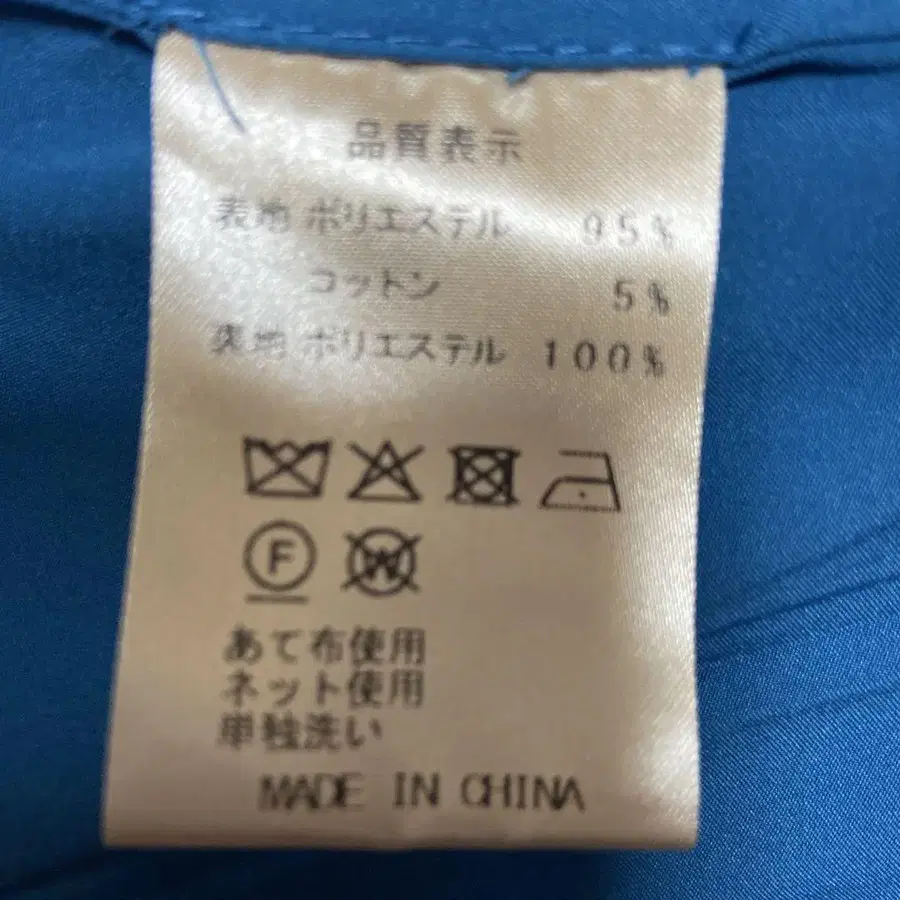 品質表示
表地 ポリエステル 95%
コットン 5%
表地 ポリエステル 100%
F W
あて布使用
ネット使用
単独洗い
MADE IN CHINA